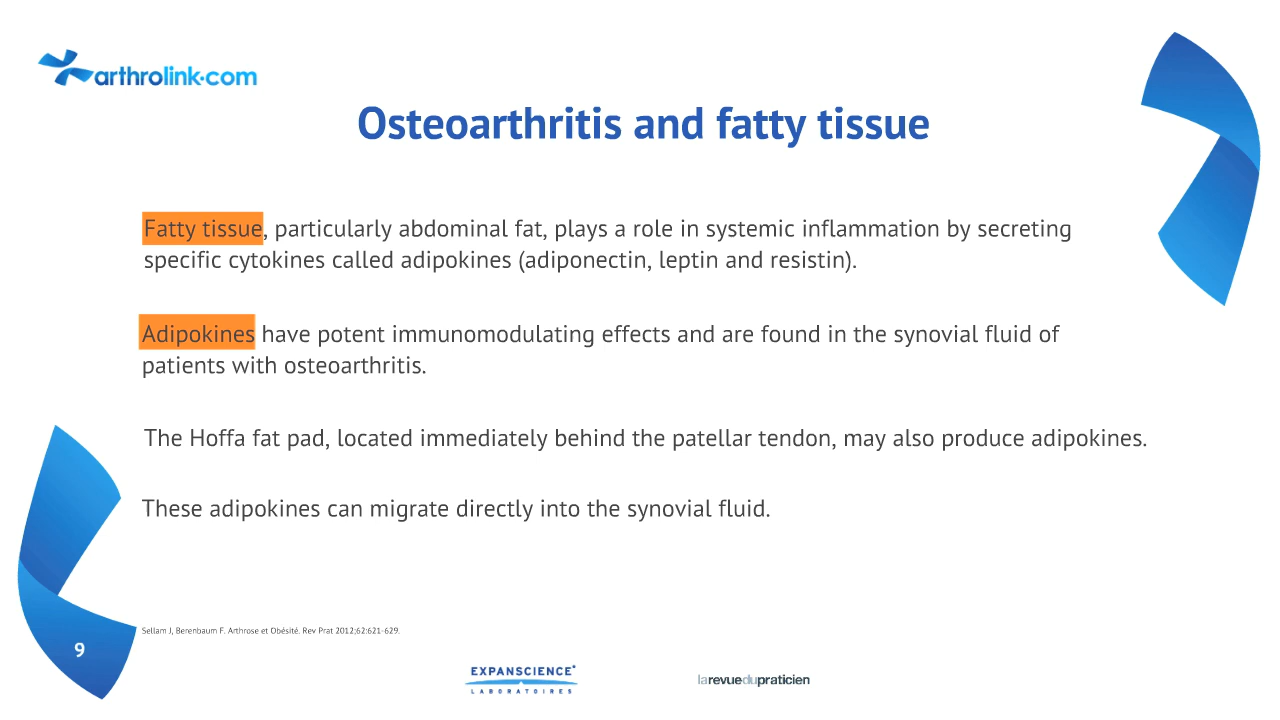 arthrolink.com
Osteoarthritis and fatty tissue
Fatty tissue, particularly abdominal fat, plays a role in systemic inflammation by secreting
specific cytokines called adipokines (adiponectin, leptin and resistin).
Adipokines have potent immunomodulating effects and are found in the synovial fluid of
patients with osteoarthritis.
The Hoffa fat pad, located immediately behind the patellar tendon, may also produce adipokines.
These adipokines can migrate directly into the synovial fluid.
Sellam J, Berenbaum F. Arthrose et Obésité. Rev Prat 2012;62:621-629.
9
EXPANSCIENCE
LABORATOIRES
larevuedupraticien